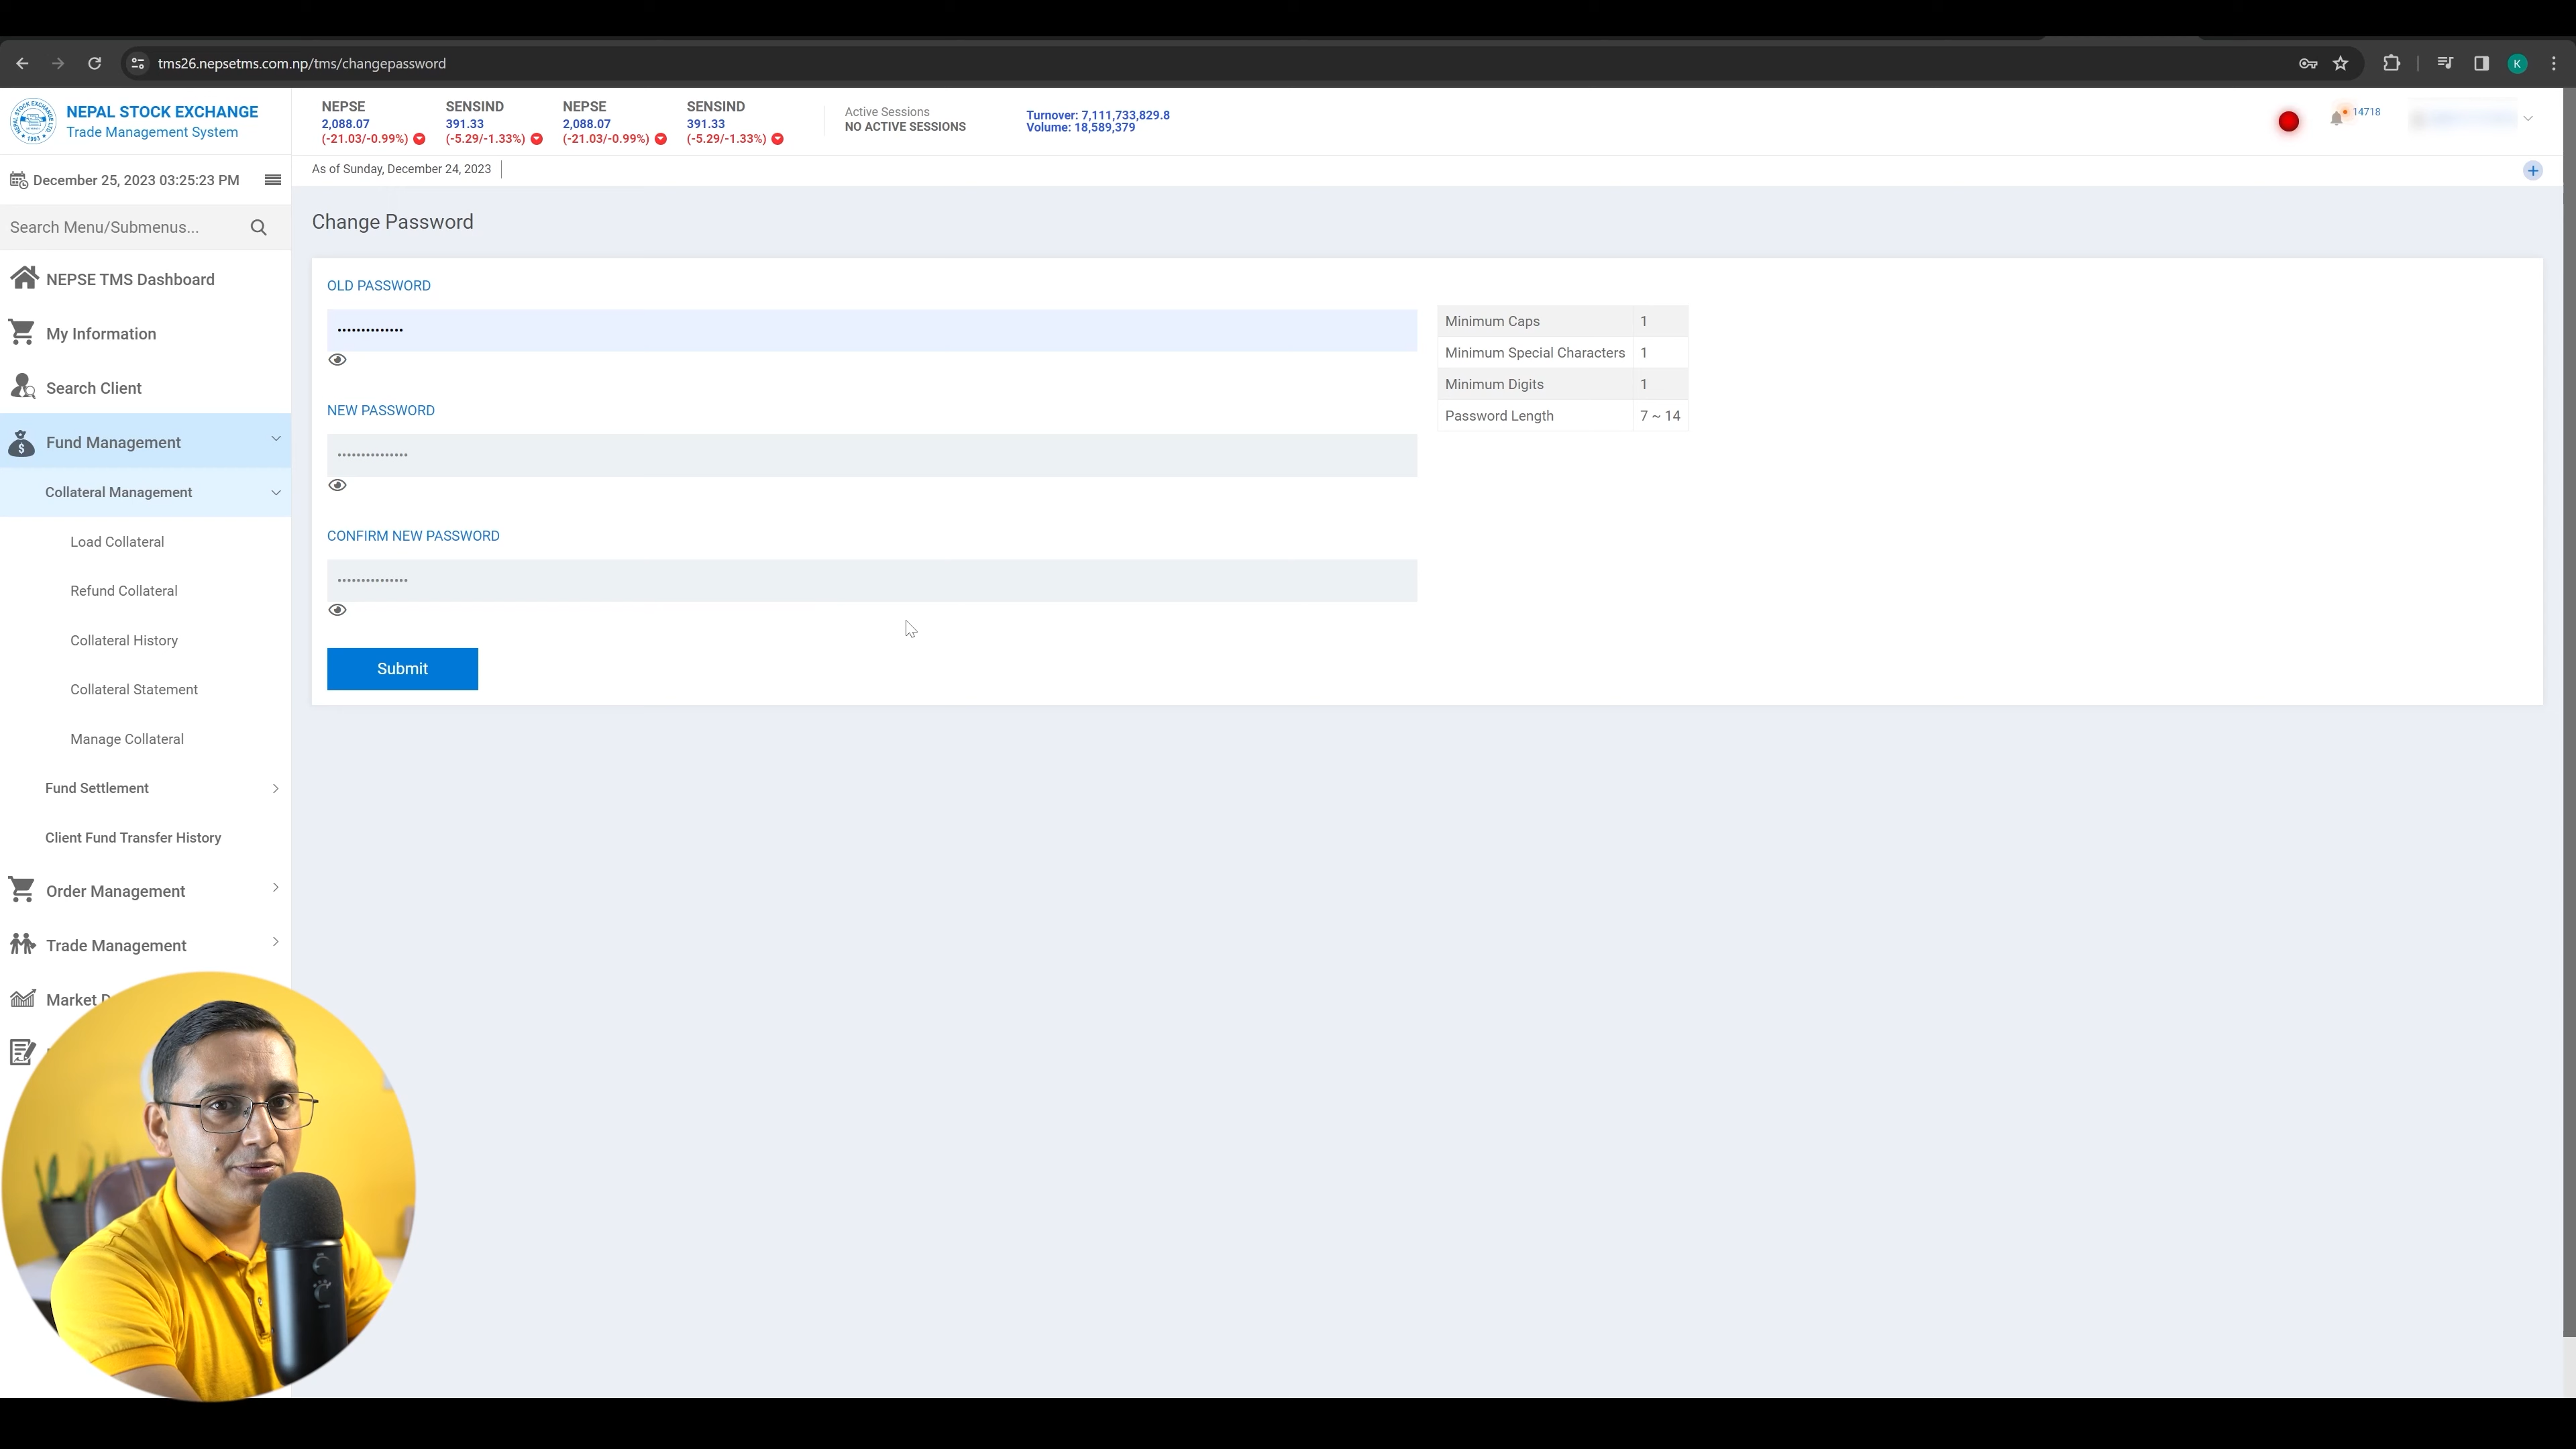 tms26.nepsetms.com.np/tms/changepassword
K
NEPAL STOCK EXCHANGE
Trade Management System
NEPSE
2,088.07
(-21.03/-0.99%)
SENSIND
391.33
(-5.29/-1.33%)
NEPSE
2,088.07
(-21.03/-0.99%)
SENSIND
391.33
(-5.29/-1.33%)
Active Sessions
NO ACTIVE SESSIONS
Turnover: 7,111,733,829.8
Volume: 18,589,379
14718
December 25, 2023 03:25:23 PM
As of Sunday, December 24, 2023
Search Menu/Submenus...
NEPSE TMS Dashboard
My Information
Search Client
Fund Management
Collateral Management
Load Collateral
Refund Collateral
Collateral History
Collateral Statement
Manage Collateral
Fund Settlement
Client Fund Transfer History
Order Management
Trade Management
Market
Change Password
OLD PASSWORD
••••••••••••••
NEW PASSWORD
•••••••••••••••
CONFIRM NEW PASSWORD
•••••••••••••••
Submit
Minimum Caps 1
Minimum Special Characters 1
Minimum Digits 1
Password Length 7 ~ 14